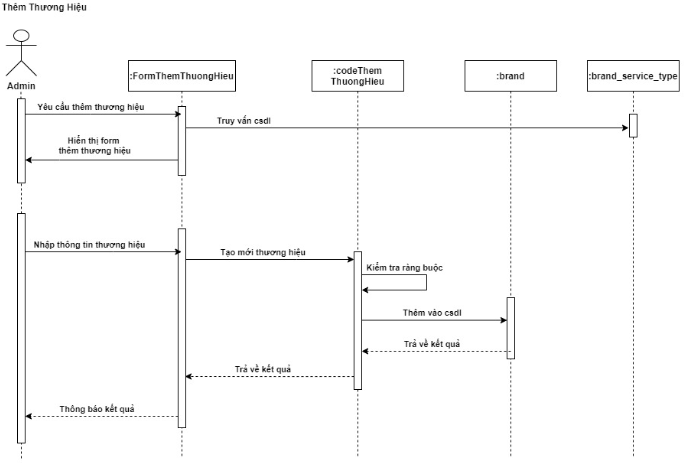 Thêm Thương Hiệu
Admin
:FormThemThuongHieu
:codeThem
ThuongHieu
:brand
:brand_service_type
Yêu cầu thêm thương hiệu
Truy vấn csdl
Hiển thị form
thêm thương hiệu
Nhập thông tin thương hiệu
Tạo mới thương hiệu
Kiểm tra ràng buộc
Thêm vào csdl
Trả về kết quả
Trả về kết quả
Thông báo kết quả